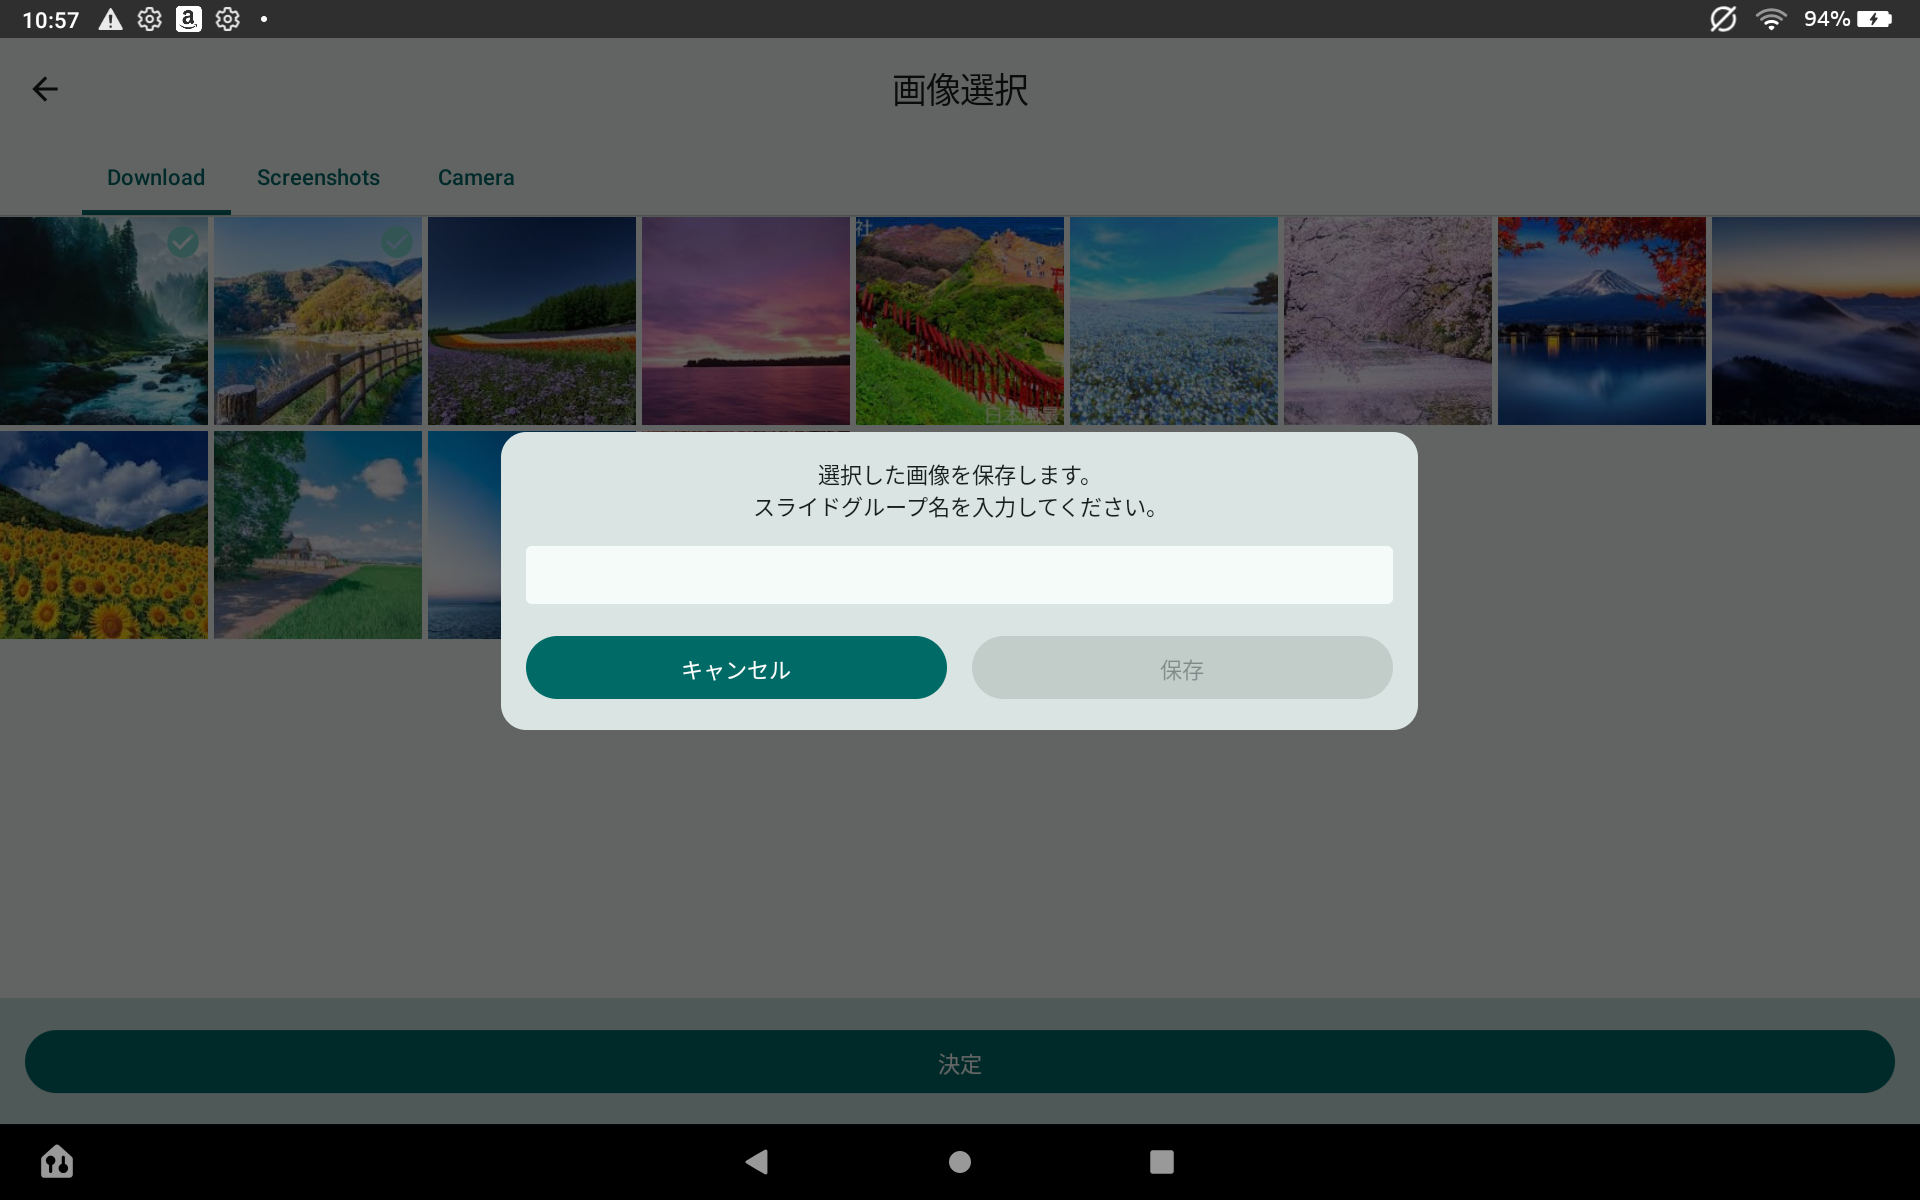 10:57
94%
画像選択
Download
Screenshots
Camera
社
選択した画像を保存します。
スライドグループ名を入力してください。
キャンセル
保存
決定